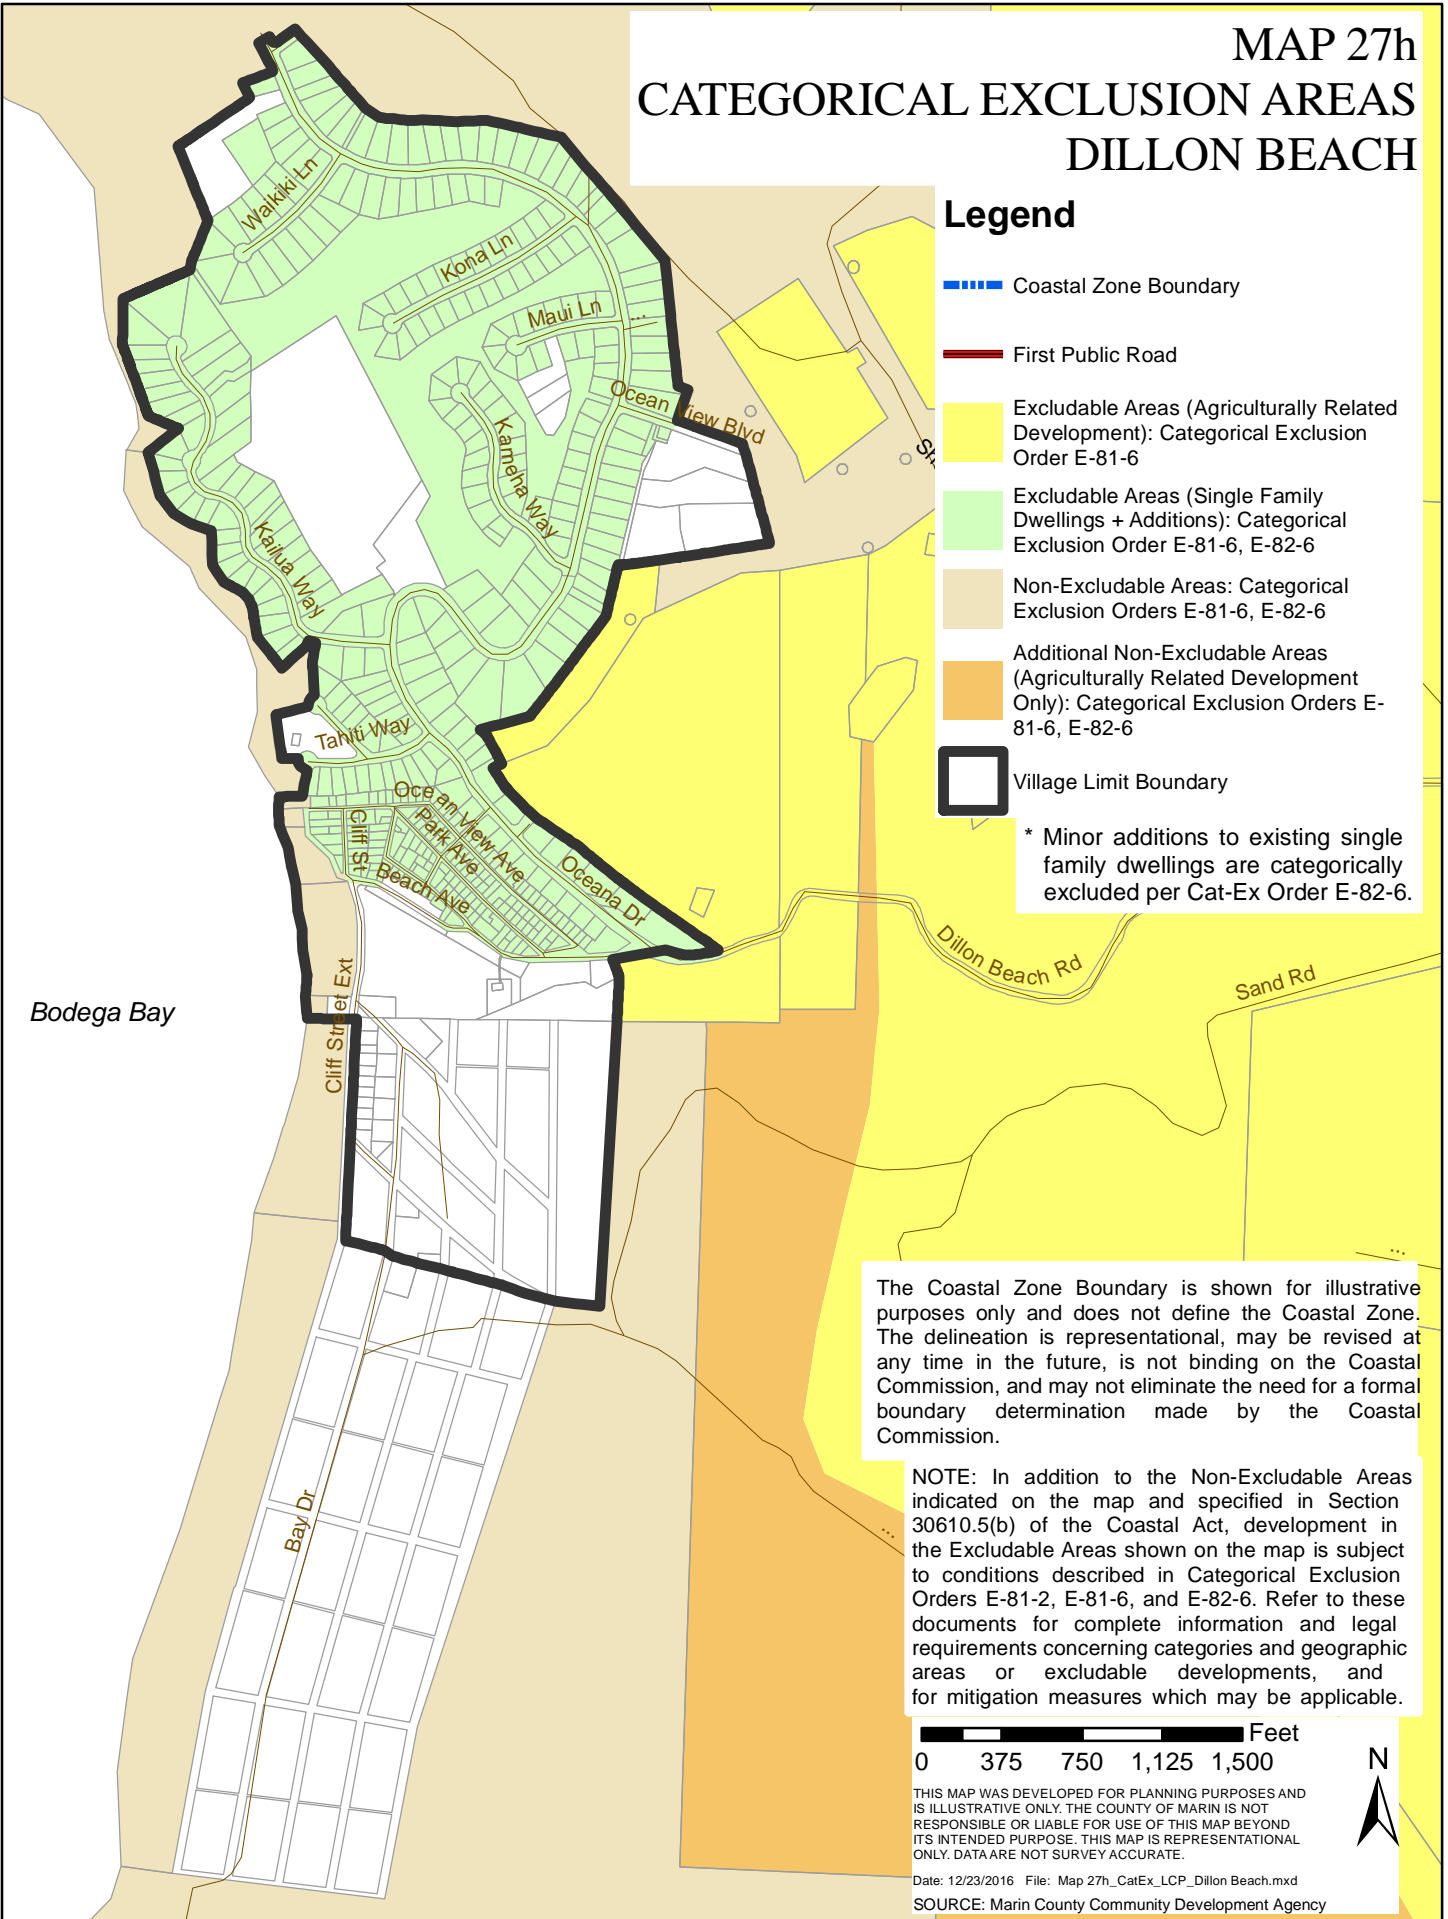 MAP 27h
CATEGORICAL EXCLUSION AREAS
DILLON BEACH
Legend
Coastal Zone Boundary
First Public Road
Excludable Areas (Agriculturally Related
Development): Categorical Exclusion
Order E-81-6
Excludable Areas (Single Family
Dwellings + Additions): Categorical
Exclusion Order E-81-6, E-82-6
Non-Excludable Areas: Categorical
Exclusion Orders E-81-6, E-82-6
Additional Non-Excludable Areas
(Agriculturally Related Development
Only): Categorical Exclusion Orders E-
81-6, E-82-6
Village Limit Boundary
* Minor additions to existing single
family dwellings are categorically
excluded per Cat-Ex Order E-82-6.
Waikiki Ln
Kona Ln
Maui Ln
...
Ocean View Blvd
Kameha Way
Kailua Way
Tahiti Way
Ocean View Ave
Park Ave
Cliff St
Beach Ave
Oceana Dr
Dillon Beach Rd
Sand Rd
Cliff Street Ext
Bodega Bay
Bay Dr
...
...
The Coastal Zone Boundary is shown for illustrative
purposes only and does not define the Coastal Zone.
The delineation is representational, may be revised at
any time in the future, is not binding on the Coastal
Commission, and may not eliminate the need for a formal
boundary determination made by the Coastal
Commission.
NOTE: In addition to the Non-Excludable Areas
indicated on the map and specified in Section
30610.5(b) of the Coastal Act, development in
the Excludable Areas shown on the map is subject
to conditions described in Categorical Exclusion
Orders E-81-2, E-81-6, and E-82-6. Refer to these
documents for complete information and legal
requirements concerning categories and geographic
areas or excludable developments, and
for mitigation measures which may be applicable.
Feet
0 375 750 1,125 1,500
N
THIS MAP WAS DEVELOPED FOR PLANNING PURPOSES AND
IS ILLUSTRATIVE ONLY. THE COUNTY OF MARIN IS NOT
RESPONSIBLE OR LIABLE FOR USE OF THIS MAP BEYOND
ITS INTENDED PURPOSE. THIS MAP IS REPRESENTATIONAL
ONLY. DATA ARE NOT SURVEY ACCURATE.
Date: 12/23/2016 File: Map 27h_CatEx_LCP_Dillon Beach.mxd
SOURCE: Marin County Community Development Agency